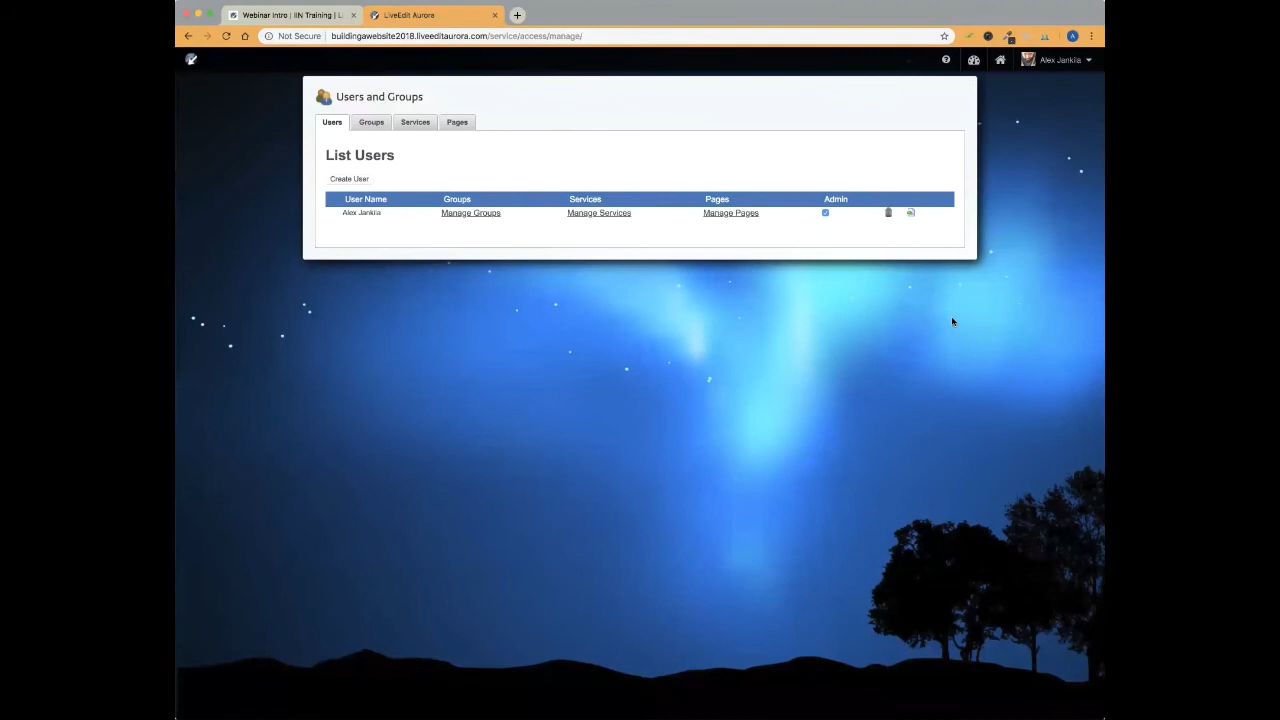 Webinar Intro | IIN Training | L
LiveEdit Aurora
Not Secure
buildingawebsite2018.liveeditaurora.com/service/access/manage/
Alex Jankila
Users and Groups
Users Groups Services Pages
List Users
Create User
User Name Groups Services Pages Admin
Alex Jankila Manage Groups Manage Services Manage Pages